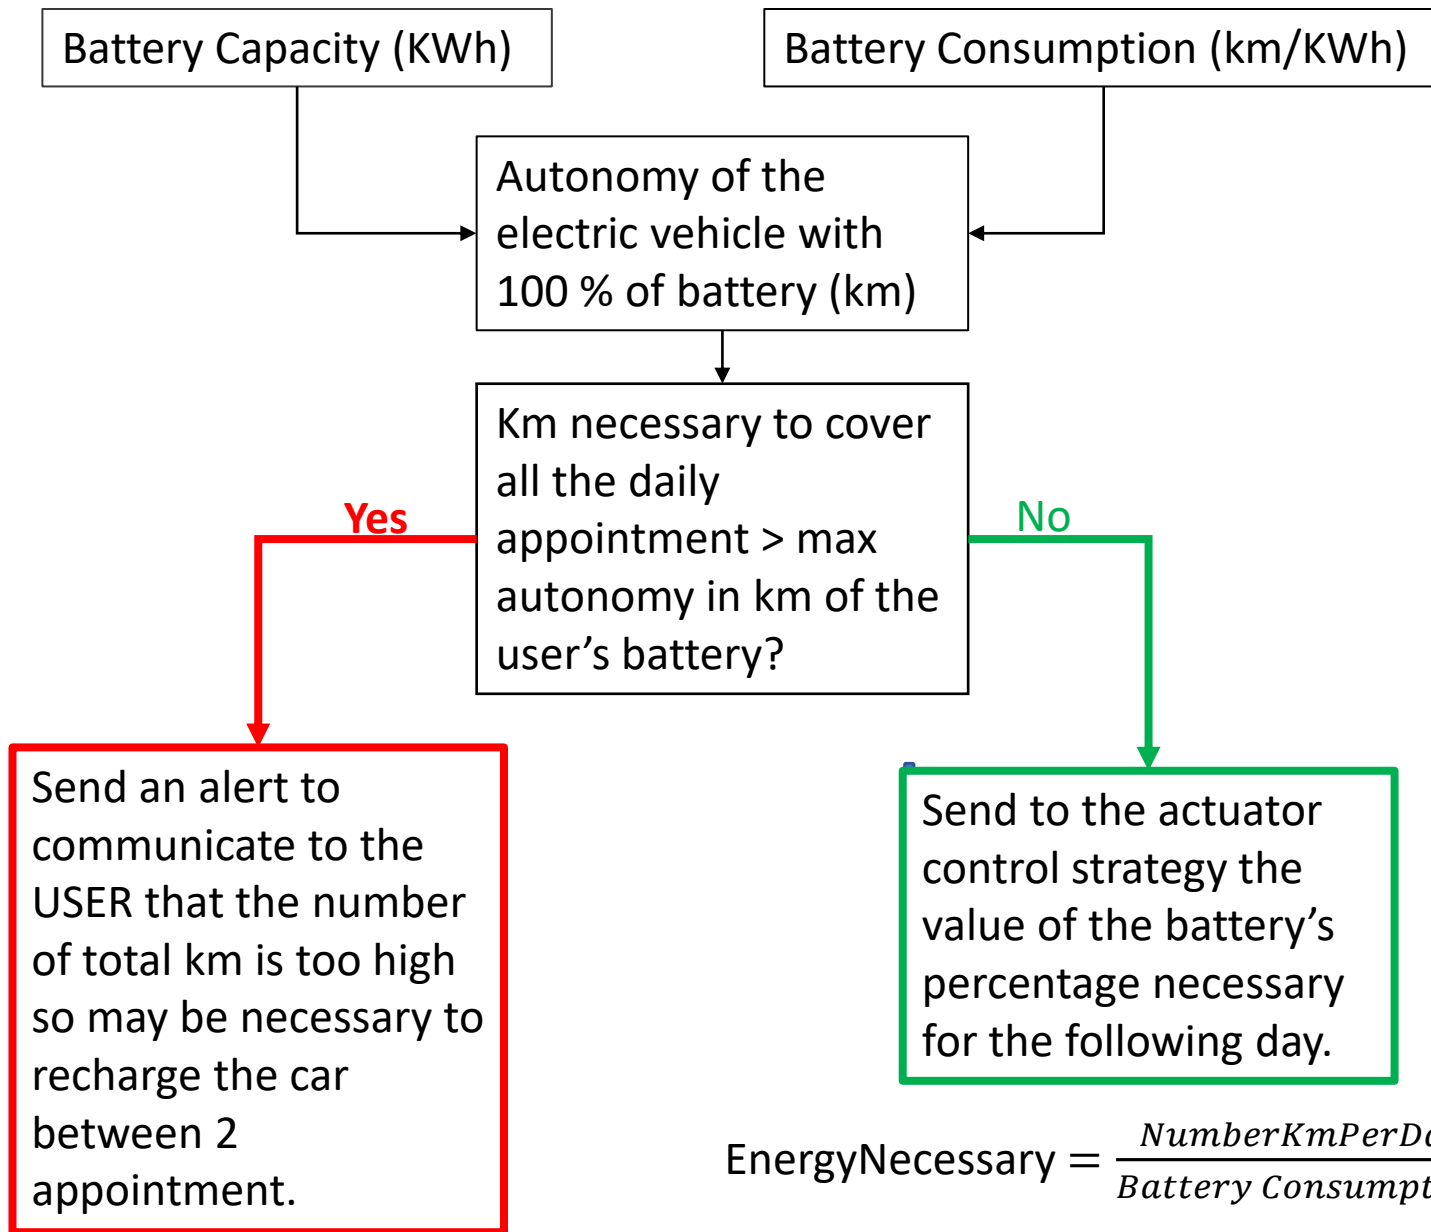 Battery Capacity (KWh)
Battery Consumption (km/KWh)
Autonomy of the
electric vehicle with
100 % of battery (km)
Km necessary to cover
all the daily
appointment > max
autonomy in km of the
user’s battery?
Yes
No
Send an alert to
communicate to the
USER that the number
of total km is too high
so may be necessary to
recharge the car
between 2
appointment.
Send to the actuator
control strategy the
value of the battery’s
percentage necessary
for the following day.
NumberKmPerDa
EnergyNecessary =
Battery Consumpt